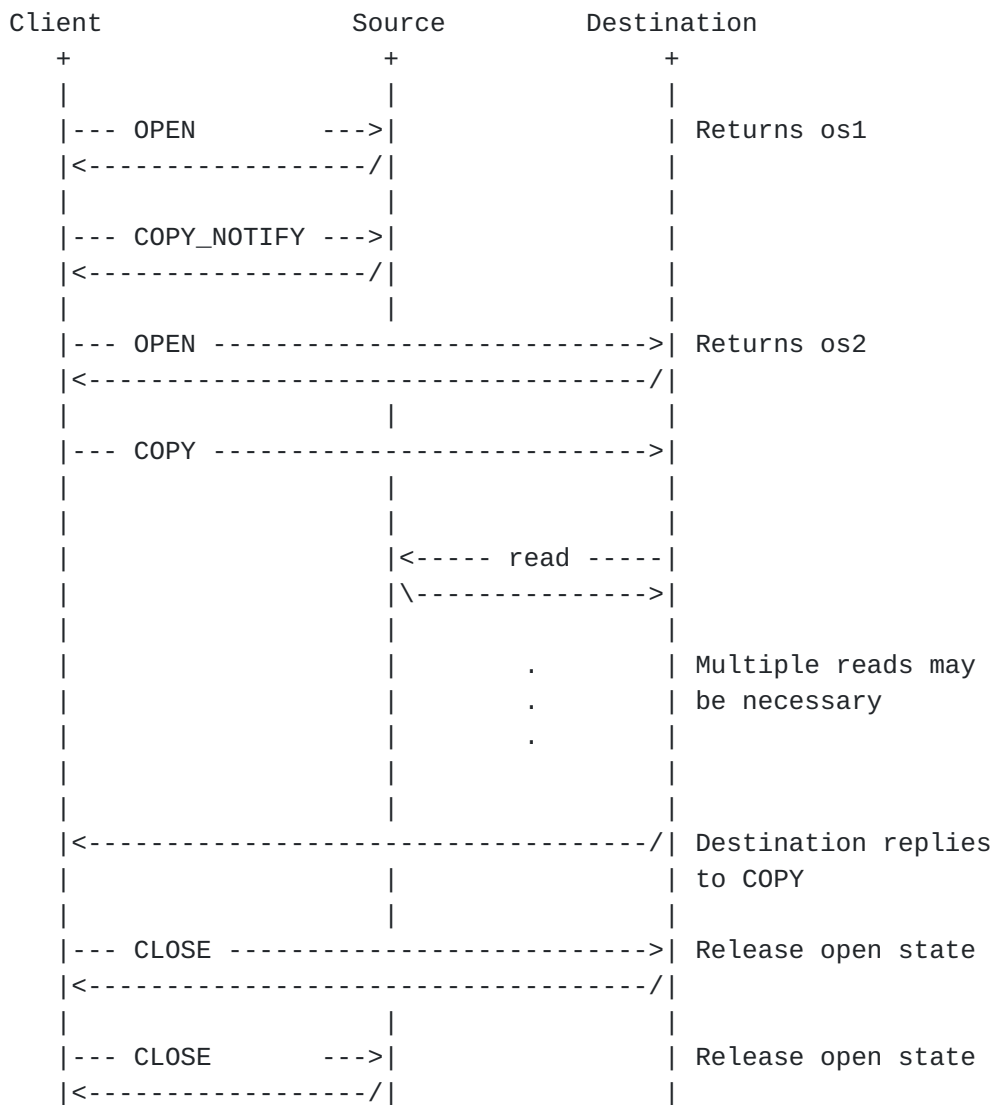 Client                Source         Destination
   +                    +                 +
   |                    |                 |
   |--- OPEN        --->|                 | Returns os1
   |<------------------/|                 |
   |                    |                 |
   |--- COPY_NOTIFY --->|                 |
   |<------------------/|                 |
   |                    |                 |
   |--- OPEN ---------------------------->| Returns os2
   |<------------------------------------/|
   |                    |                 |
   |--- COPY ---------------------------->|
   |                    |                 |
   |                    |                 |
   |                    |<----- read -----|
   |                    |\--------------->|
   |                    |                 |
   |                    |        .        | Multiple reads may
   |                    |        .        | be necessary
   |                    |        .        |
   |                    |                 |
   |                    |                 |
   |<------------------------------------/| Destination replies
   |                    |                 | to COPY
   |                    |                 |
   |--- CLOSE --------------------------->| Release open state
   |<------------------------------------/|
   |                    |                 |
   |--- CLOSE       --->|                 | Release open state
   |<------------------/|                 |